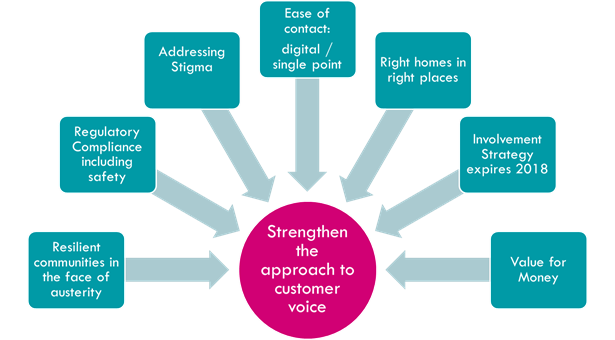 Ease of
contact:
digital /
single point
Addressing
Stigma
Right homes in
right places
Regulatory
Compliance
including
safety
Involvement
Strategy
expires 2018
Strengthen
the
approach to
customer
voice
Resilient
communities in
the face of
austerity
Value for
Money